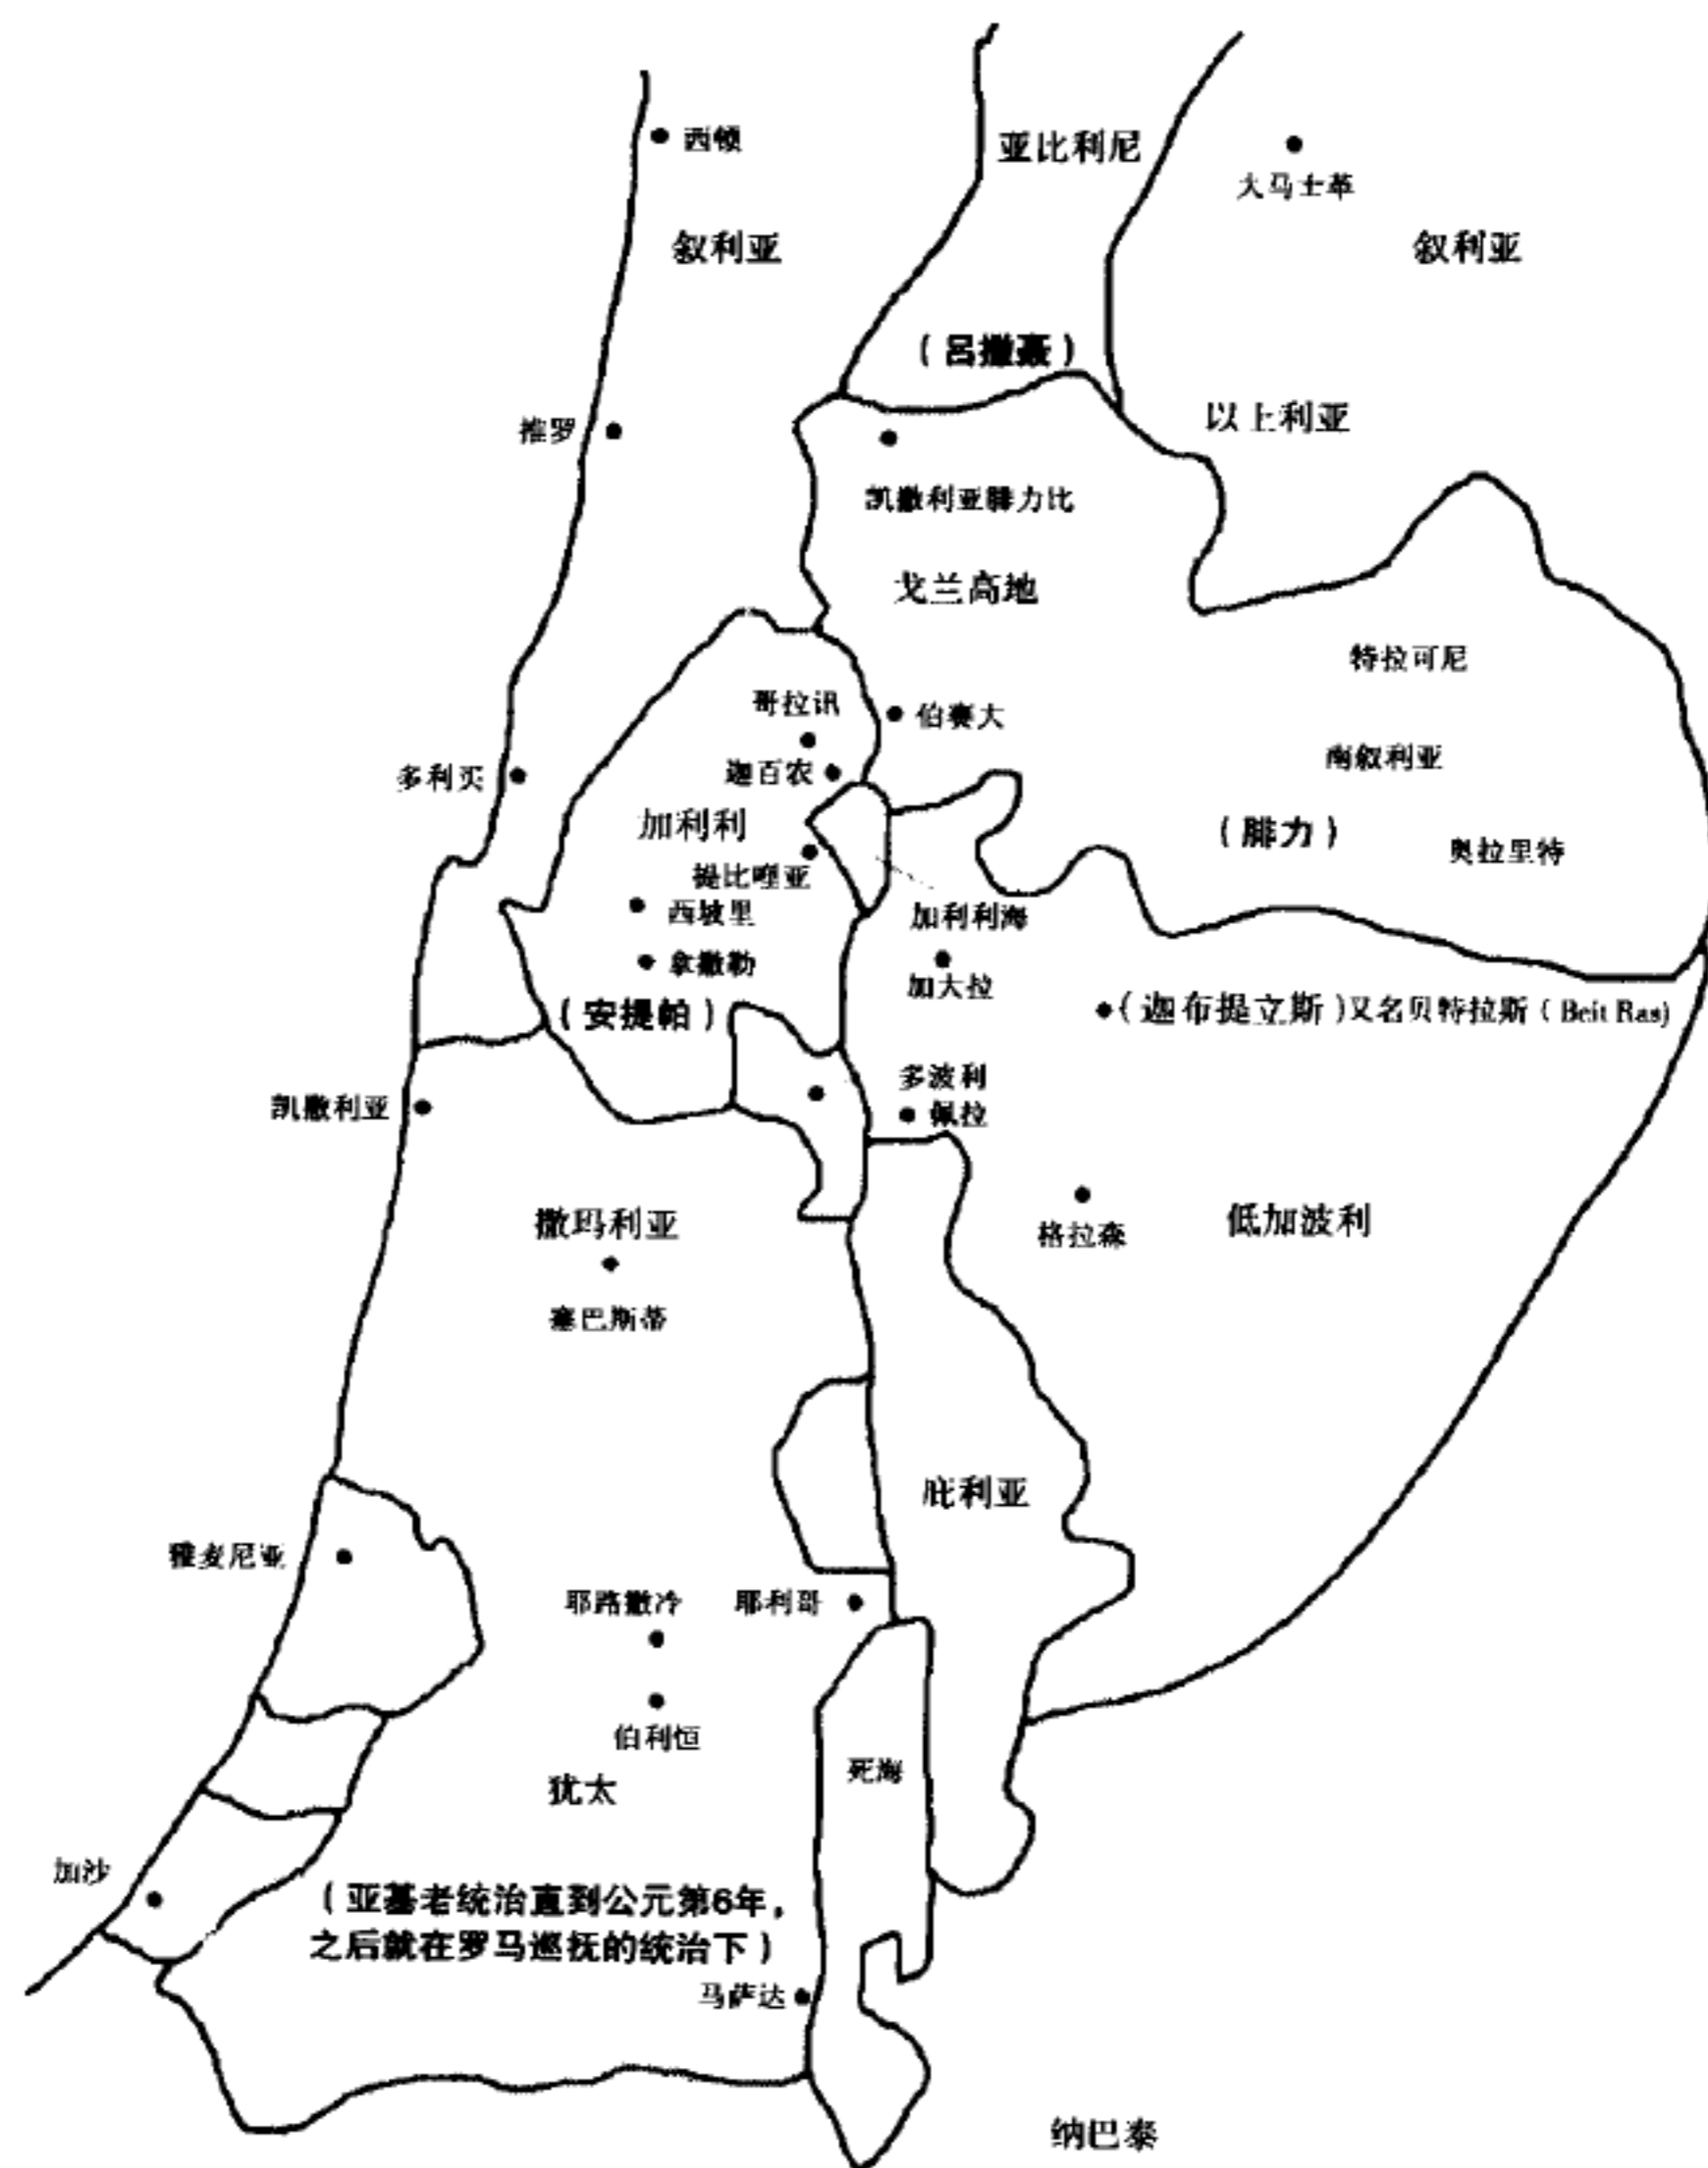 西顿
亚比利尼
大马士革
叙利亚
叙利亚
（吕撒聂）
推罗
以上利亚
凯撒利亚腓力比
戈兰高地
特拉可尼
哥拉汛
伯赛大
南叙利亚
多利买
迦百农
加利利
（腓力）
奥拉里特
提比哩亚
西坡里
加利利海
拿撒勒
加大拉
（安提帕）
（迦布提立斯）又名贝特拉斯（Beit Ras)
多波利
凯撒利亚
佩拉
撒玛利亚
格拉森
低加波利
塞巴斯蒂
庇利亚
雅麦尼亚
耶路撒冷
耶利哥
伯利恒
死海
犹太
加沙
（亚基老统治直到公元第6年，
之后就在罗马巡抚的统治下）
马萨达
纳巴泰